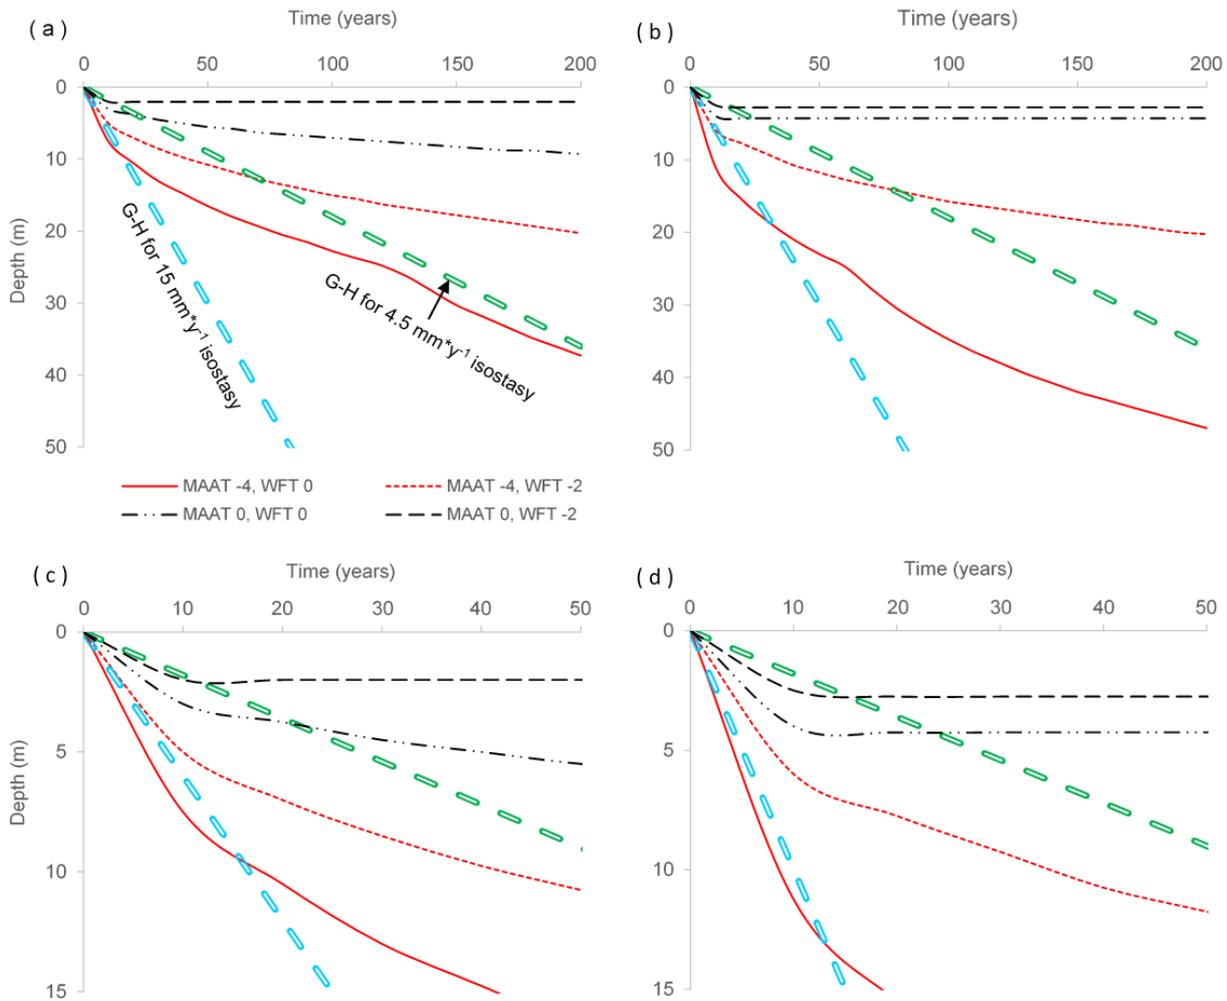 Time (years)
Time (years)
( a )
( b )
0 50 100 150 200
0 50 100 150 200
0
10
20
30
40
50
Depth (m)
G-H for 15 mm*y-1 isostasy
G-H for 4.5 mm*y-1 isostasy
0
10
20
30
40
50
MAAT -4, WFT 0
MAAT -4, WFT -2
MAAT 0, WFT 0
MAAT 0, WFT -2
( c )
Time (years)
( d )
Time (years)
0 10 20 30 40 50
0 10 20 30 40 50
0
5
10
15
Depth (m)
0
5
10
15